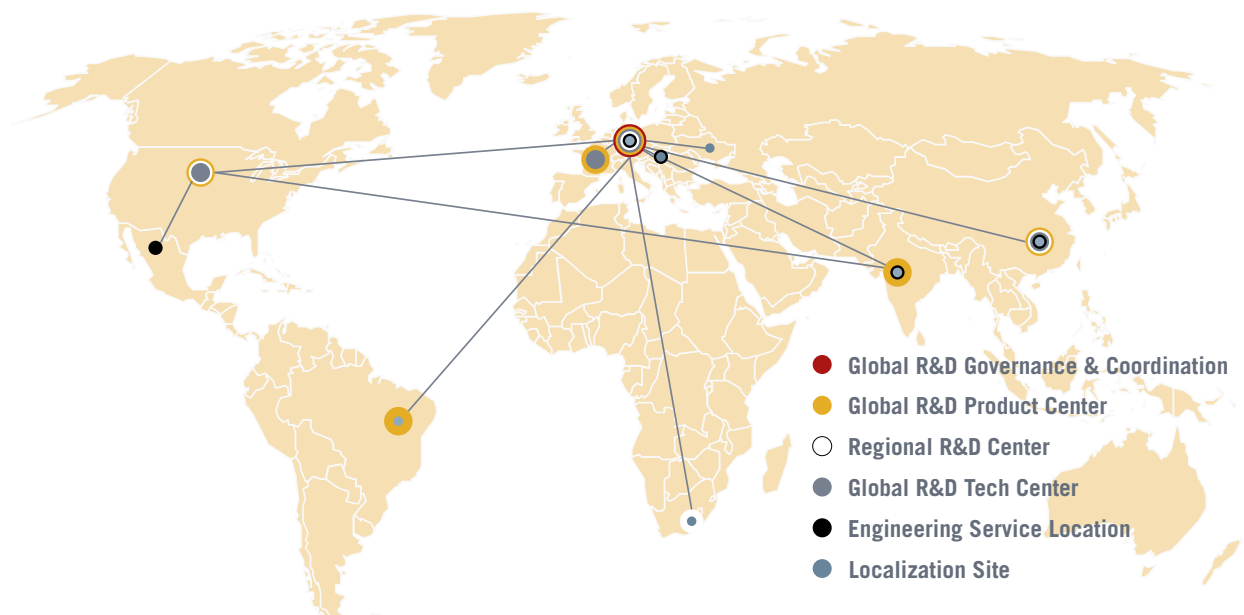 Global R&D Governance & Coordination
Global R&D Product Center
Regional R&D Center
Global R&D Tech Center
Engineering Service Location
Localization Site